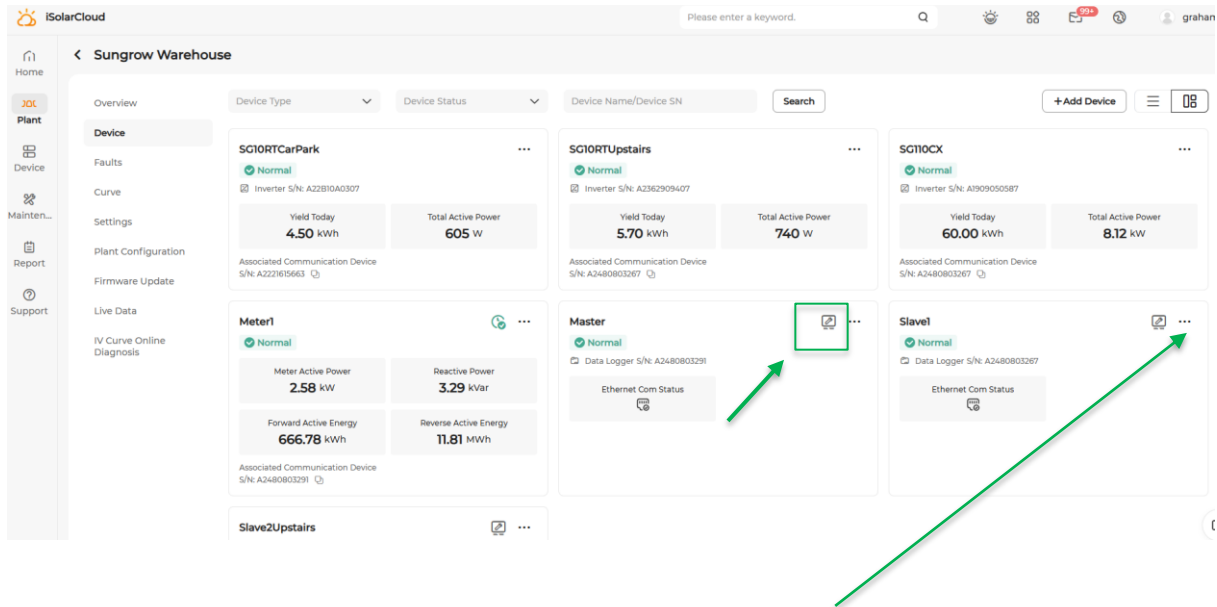 iSolarCloud
Please enter a keyword.
99+
graham
Home
Plant
Device
Mainten...
Report
Support
Sungrow Warehouse
Overview
Device
Faults
Curve
Settings
Plant Configuration
Firmware Update
Live Data
IV Curve Online
Diagnosis
Device Type
Device Status
Device Name/Device SN
Search
+Add Device
SG10RTCarPark
...
Normal
Inverter S/N: A22B10A0307
Yield Today
4.50 kWh
Total Active Power
605 W
Associated Communication Device
S/N: A2221615663
SG10RTUpstairs
...
Normal
Inverter S/N: A2362909407
Yield Today
5.70 kWh
Total Active Power
740 W
Associated Communication Device
S/N: A2480803267
SG110CX
...
Normal
Inverter S/N: A1909050587
Yield Today
60.00 kWh
Total Active Power
8.12 kW
Associated Communication Device
S/N: A2480803267
Meter1
...
Normal
Meter Active Power
2.58 kW
Reactive Power
3.29 kVar
Forward Active Energy
666.78 kWh
Reverse Active Energy
11.81 MWh
Associated Communication Device
S/N: A2480803291
Master
...
Normal
Data Logger S/N: A2480803291
Ethernet Com Status
Slave1
...
Normal
Data Logger S/N: A2480803267
Ethernet Com Status
Slave2Upstairs
...